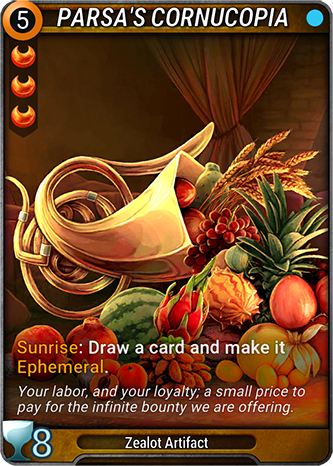 5
PARSA'S CORNUCOPIA
Sunrise: Draw a card and make it
Ephemeral.
Your labor, and your loyalty; a small price to
pay for the infinite bounty we are offering.
8
Zealot Artifact